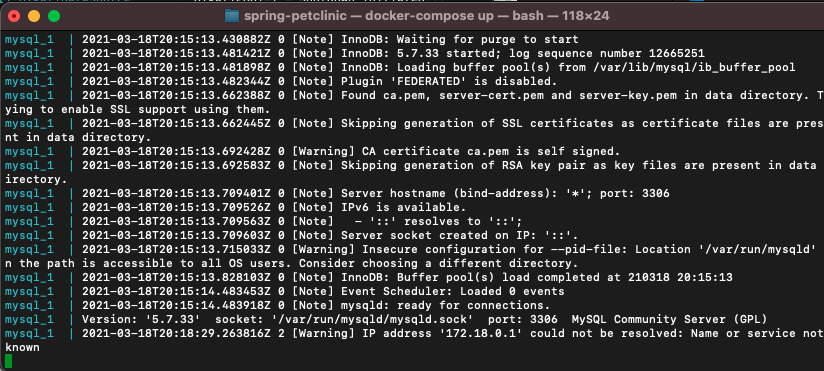 spring-petclinic — docker-compose up — bash — 118×24
mysql_1  | 2021-03-18T20:15:13.430882Z 0 [Note] InnoDB: Waiting for purge to start
mysql_1  | 2021-03-18T20:15:13.481421Z 0 [Note] InnoDB: 5.7.33 started; log sequence number 12665251
mysql_1  | 2021-03-18T20:15:13.481898Z 0 [Note] InnoDB: Loading buffer pool(s) from /var/lib/mysql/ib_buffer_pool
mysql_1  | 2021-03-18T20:15:13.482344Z 0 [Note] Plugin 'FEDERATED' is disabled.
mysql_1  | 2021-03-18T20:15:13.662388Z 0 [Note] Found ca.pem, server-cert.pem and server-key.pem in data directory. T
ying to enable SSL support using them.
mysql_1  | 2021-03-18T20:15:13.662445Z 0 [Note] Skipping generation of SSL certificates as certificate files are pres
nt in data directory.
mysql_1  | 2021-03-18T20:15:13.692428Z 0 [Warning] CA certificate ca.pem is self signed.
mysql_1  | 2021-03-18T20:15:13.692583Z 0 [Note] Skipping generation of RSA key pair as key files are present in data
irectory.
mysql_1  | 2021-03-18T20:15:13.709401Z 0 [Note] Server hostname (bind-address): '*'; port: 3306
mysql_1  | 2021-03-18T20:15:13.709526Z 0 [Note] IPv6 is available.
mysql_1  | 2021-03-18T20:15:13.709563Z 0 [Note]   - '::' resolves to '::';
mysql_1  | 2021-03-18T20:15:13.709603Z 0 [Note] Server socket created on IP: '::'.
mysql_1  | 2021-03-18T20:15:13.715033Z 0 [Warning] Insecure configuration for --pid-file: Location '/var/run/mysqld'
n the path is accessible to all OS users. Consider choosing a different directory.
mysql_1  | 2021-03-18T20:15:13.828103Z 0 [Note] InnoDB: Buffer pool(s) load completed at 210318 20:15:13
mysql_1  | 2021-03-18T20:15:14.483453Z 0 [Note] Event Scheduler: Loaded 0 events
mysql_1  | 2021-03-18T20:15:14.483918Z 0 [Note] mysqld: ready for connections.
mysql_1  | Version: '5.7.33'  socket: '/var/run/mysqld/mysqld.sock'  port: 3306  MySQL Community Server (GPL)
mysql_1  | 2021-03-18T20:18:29.263816Z 2 [Warning] IP address '172.18.0.1' could not be resolved: Name or service not
known